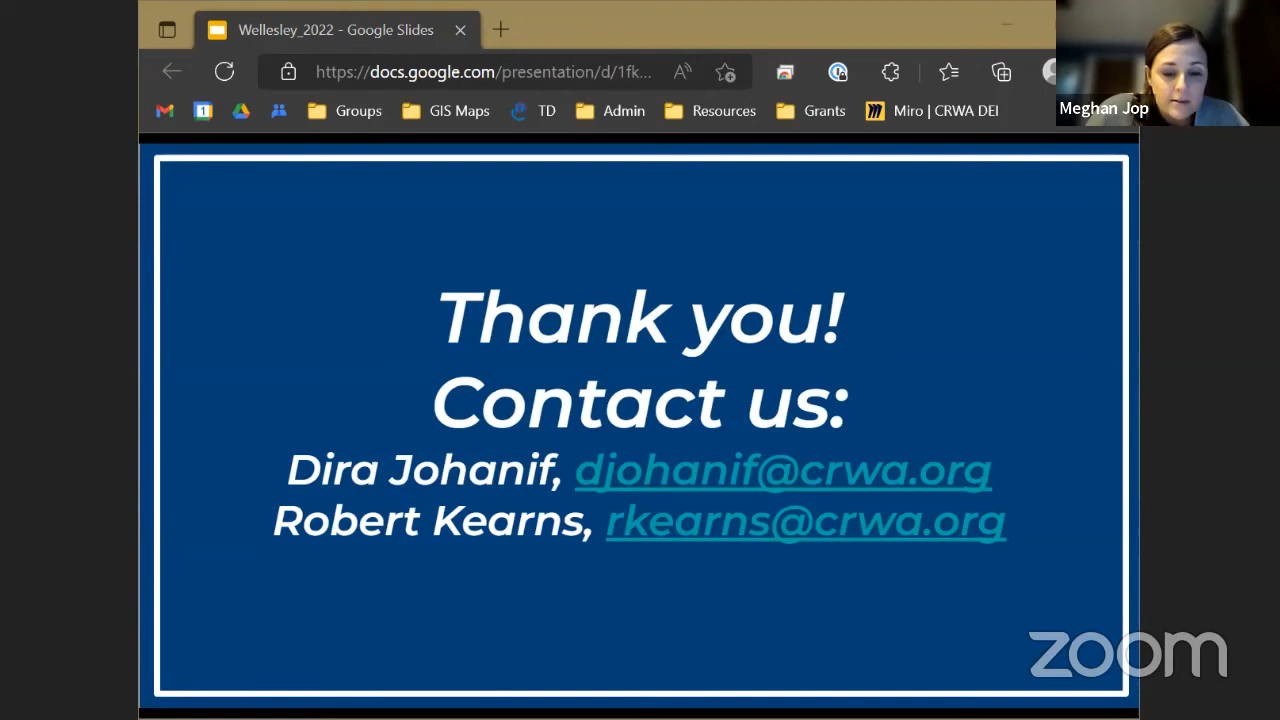 Wellesley_2022 - Google Slides
https://docs.google.com/presentation/d/1fk...
1
Groups
GIS Maps
TD
Admin
Resources
Grants
Miro | CRWA DEI
Meghan Jop
Thank you!
Contact us:
Dira Johanif, djohanif@crwa.org
Robert Kearns, rkearns@crwa.org
zoom